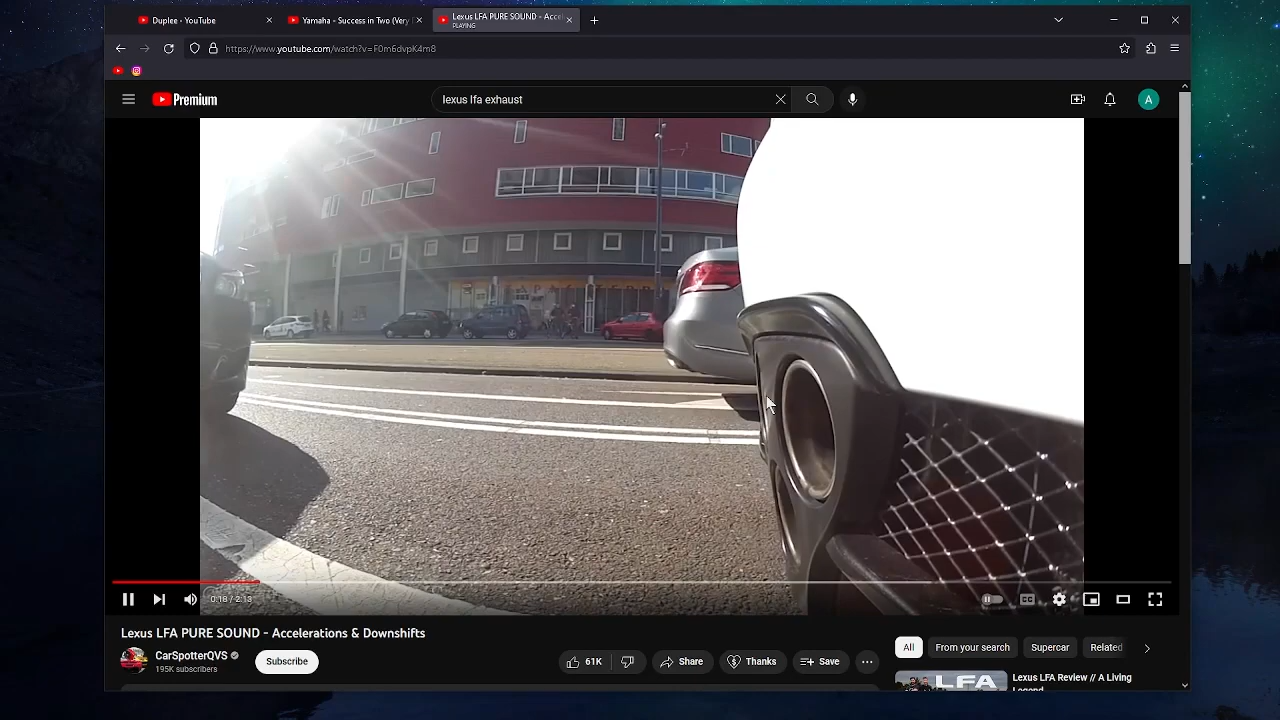 Duplee - YouTube
Yamaha - Success in Two (Very
Lexus LFA PURE SOUND - Acce
PLAYING
https://www.youtube.com/watch?v=F0m6dvpK4m8
Premium
lexus lfa exhaust
A
0:18 / 2:13
CC
Lexus LFA PURE SOUND - Accelerations & Downshifts
CarSpotterQVS
195K subscribers
Subscribe
61K
Share
Thanks
Save
All
From your search
Supercar
Related
LFA
Lexus LFA Review // A Living
Legend